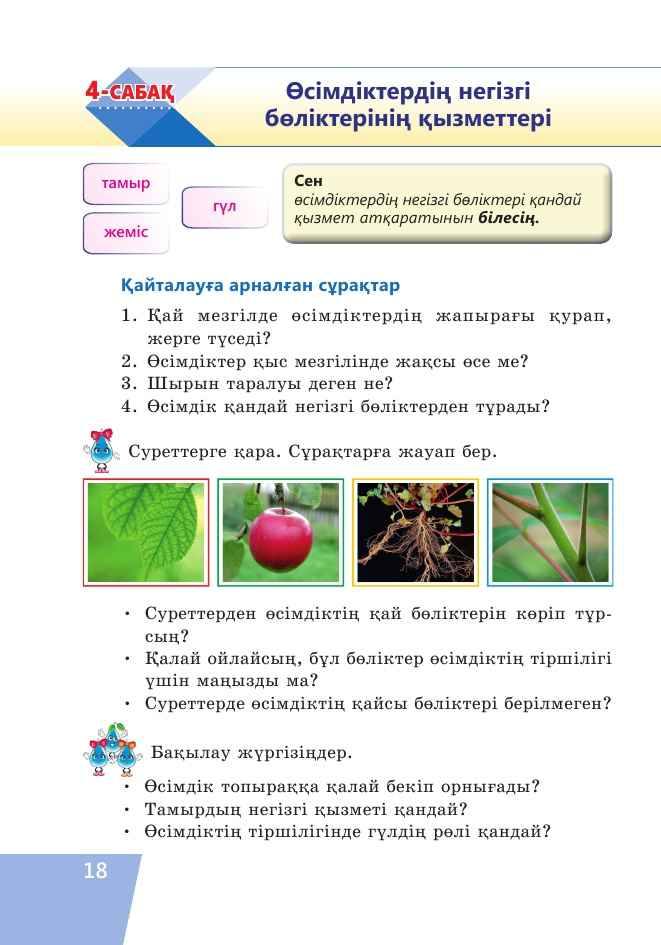 4-САБАҚ
Өсімдіктердің негізгі
бөліктерінің қызметтері
тамыр
гүл
жеміс
Сен
өсімдіктердің негізгі бөліктері қандай
қызмет атқаратынын білесің.
Қайталауға арналған сұрақтар
1. Қай мезгілде өсімдіктердің жапырағы қурап,
жерге түседі?
2. Өсімдіктер қыс мезгілінде жақсы өсе ме?
3. Шырын таралуы деген не?
4. Өсімдік қандай негізгі бөліктерден тұрады?
Суреттерге қара. Сұрақтарға жауап бер.
• Суреттерден өсімдіктің қай бөліктерін көріп тұр-
сың?
• Қалай ойлайсың, бұл бөліктер өсімдіктің тіршілігі
үшін маңызды ма?
• Суреттерде өсімдіктің қайсы бөліктері берілмеген?
Бақылау жүргізіңдер.
• Өсімдік топыраққа қалай бекіп орнығады?
• Тамырдың негізгі қызметі қандай?
• Өсімдіктің тіршілігінде гүлдің рөлі қандай?
18